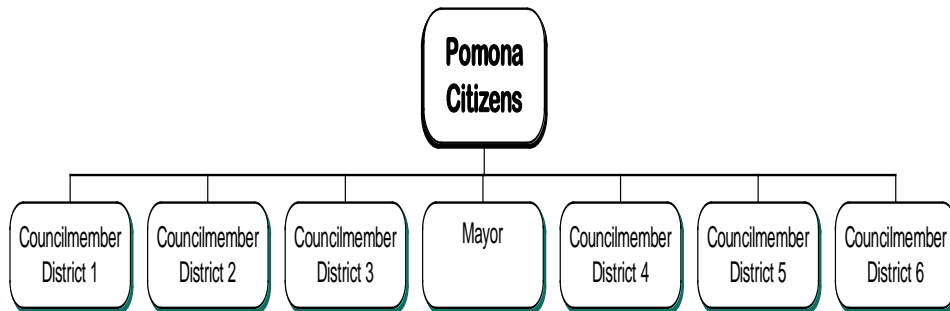 Pomona
Citizens
Councilmember
District 1
Councilmember
District 2
Councilmember
District 3
Mayor
Councilmember
District 4
Councilmember
District 5
Councilmember
District 6